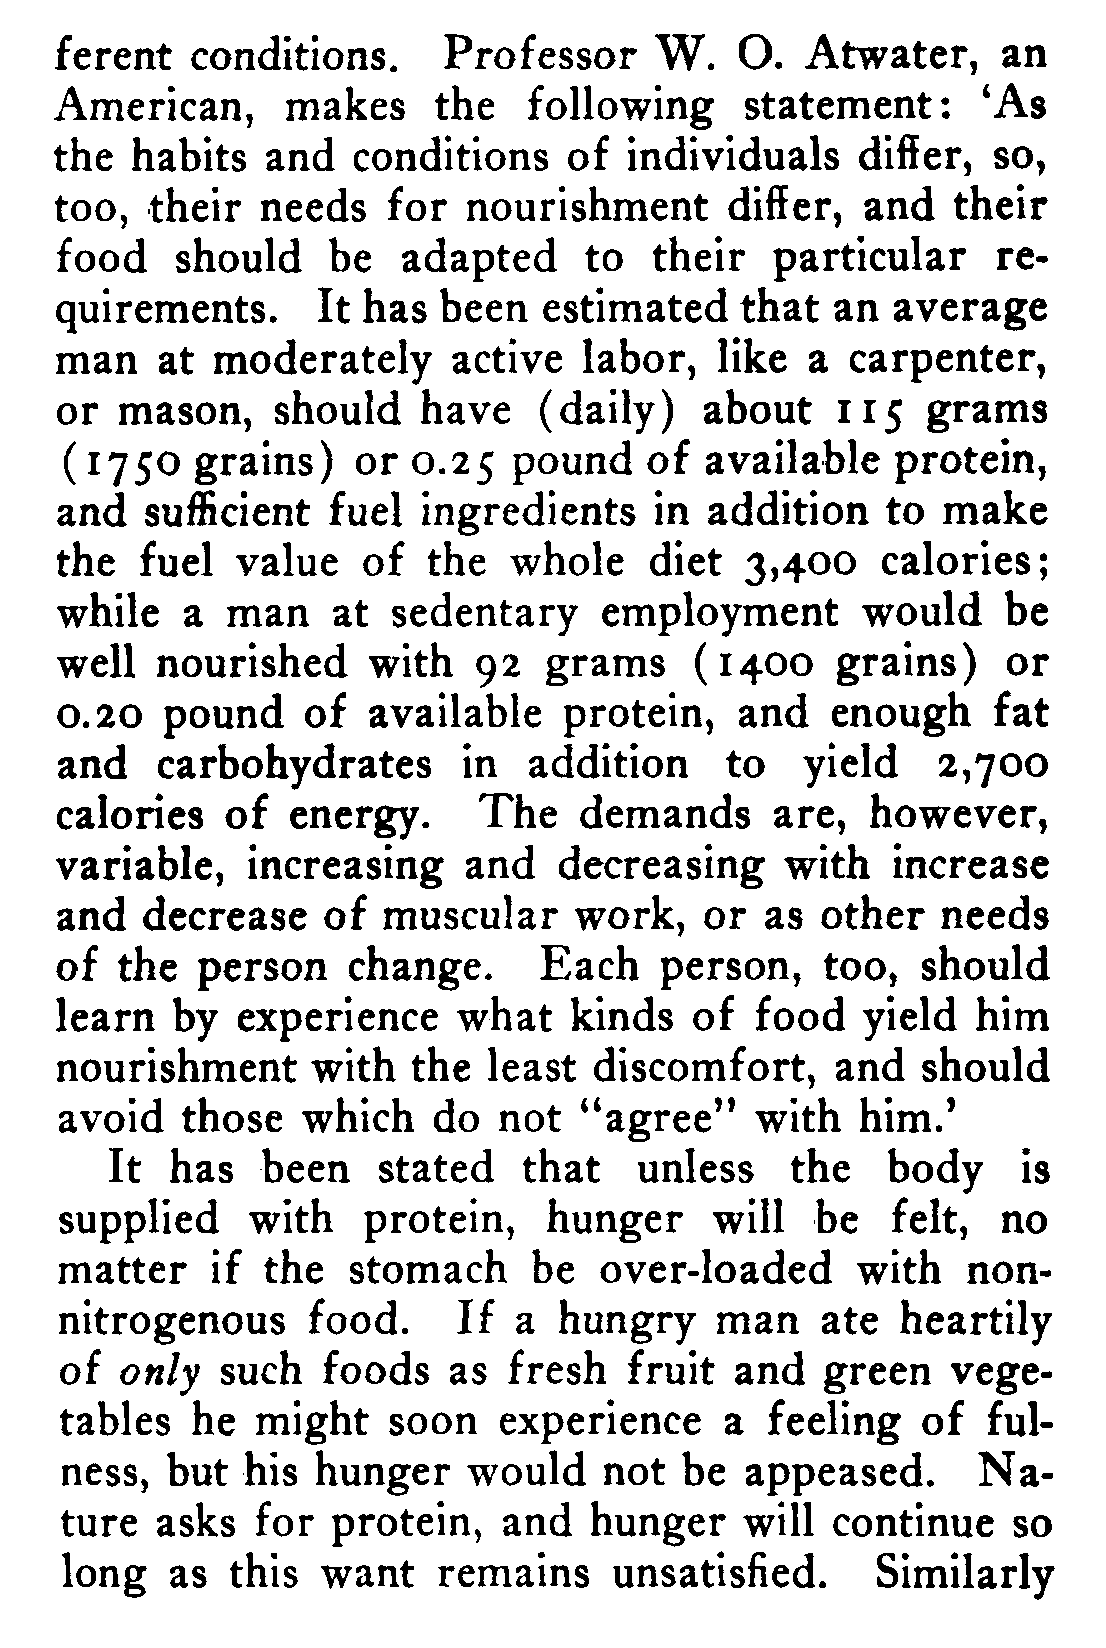 ferent conditions. Professor W. O. Atwater, an
American, makes the following statement: ‘As
the habits and conditions of individuals differ, so,
too, their needs for nourishment differ, and their
food should be adapted to their particular re-
quirements. It has been estimated that an average
man at moderately active labor, like a carpenter,
or mason, should have (daily) about 115 grams
(1750 grains) or 0.25 pound of available protein,
and sufficient fuel ingredients in addition to make
the fuel value of the whole diet 3,400 calories;
while a man at sedentary employment would be
well nourished with 92 grams (1400 grains) or
0.20 pound of available protein, and enough fat
and carbohydrates in addition to yield 2,700
calories of energy. The demands are, however,
variable, increasing and decreasing with increase
and decrease of muscular work, or as other needs
of the person change. Each person, too, should
learn by experience what kinds of food yield him
nourishment with the least discomfort, and should
avoid those which do not “agree” with him.’
It has been stated that unless the body is
supplied with protein, hunger will be felt, no
matter if the stomach be over-loaded with non-
nitrogenous food. If a hungry man ate heartily
of only such foods as fresh fruit and green vege-
tables he might soon experience a feeling of ful-
ness, but his hunger would not be appeased. Na-
ture asks for protein, and hunger will continue so
long as this want remains unsatisfied. Similarly